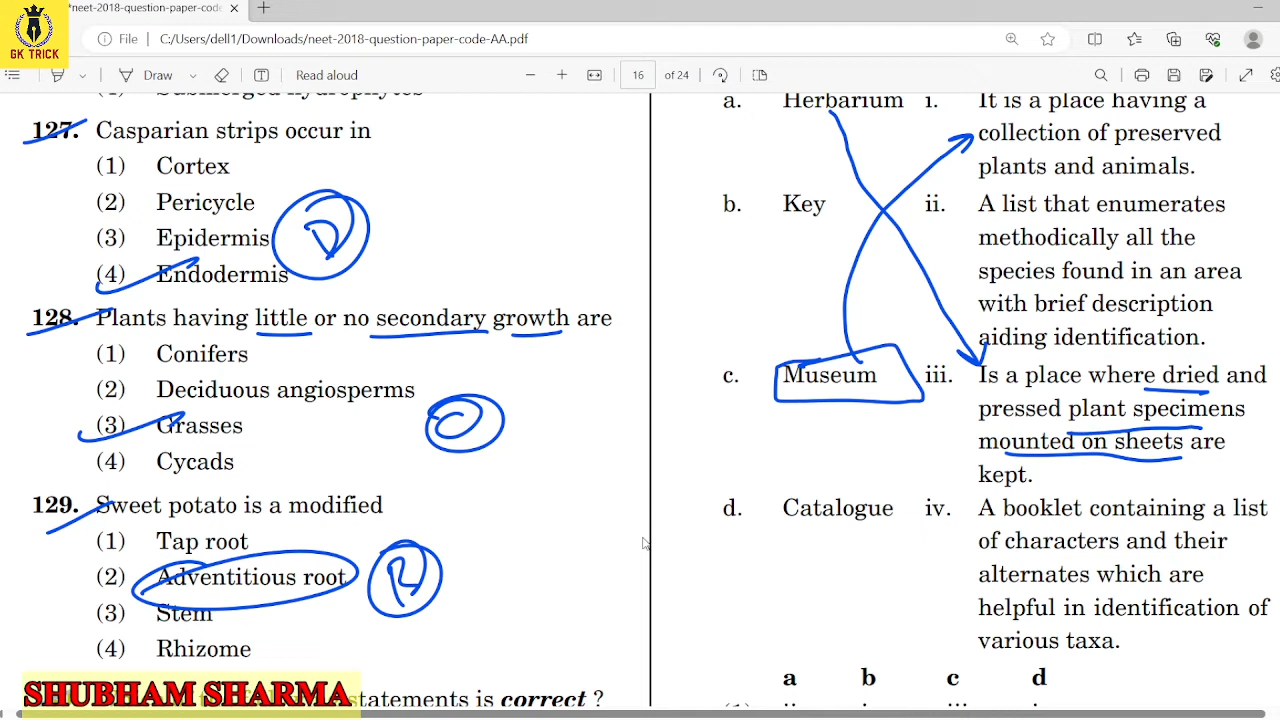 *neet-2018-question-paper-code
GK TRICK
File C:/Users/dell1/Downloads/neet-2018-question-paper-code-AA.pdf
Draw Read aloud 16 of 24
(4) Submerged hydrophytes
127. Casparian strips occur in
(1) Cortex
(2) Pericycle
(3) Epidermis
(4) Endodermis
D
128. Plants having little or no secondary growth are
(1) Conifers
(2) Deciduous angiosperms
(3) Grasses
(4) Cycads
C
129. Sweet potato is a modified
(1) Tap root
(2) Adventitious root
(3) Stem
(4) Rhizome
statements is correct ?
SHUBHAM SHARMA
a. Herbarium i. It is a place having a
collection of preserved
plants and animals.
b. Key ii. A list that enumerates
methodically all the
species found in an area
with brief description
aiding identification.
c. Museum iii. Is a place where dried and
pressed plant specimens
mounted on sheets are
kept.
d. Catalogue iv. A booklet containing a list
of characters and their
alternates which are
helpful in identification of
various taxa.
a b c d